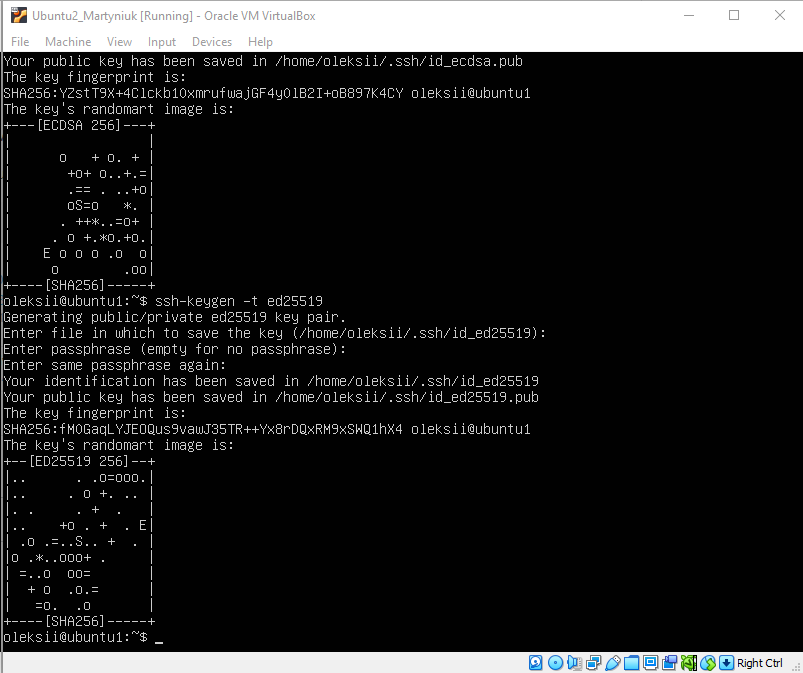 Ubuntu2_Martyniuk [Running] - Oracle VM VirtualBox
File Machine View Input Devices Help
Your public key has been saved in /home/oleksii/.ssh/id_ecdsa.pub
The key fingerprint is:
SHA256:YZstT9X+4Clckb1OxmrufwajGF4yOlB2I+oB897K4CY oleksii@ubuntu1
The key's randomart image is:
+---[ECDSA 256]---+
|                 |
|      o   + o. + |
|       +o+ o..+.=|
|       .== . ..+o|
|       oS=o   *. |
|      . ++*..=o+ |
|     . o +.*o.+o.|
|    E o o o .o  o|
|     o       .oo|
+----[SHA256]-----+
oleksii@ubuntu1:~$ ssh-keygen -t ed25519
Generating public/private ed25519 key pair.
Enter file in which to save the key (/home/oleksii/.ssh/id_ed25519):
Enter passphrase (empty for no passphrase):
Enter same passphrase again:
Your identification has been saved in /home/oleksii/.ssh/id_ed25519
Your public key has been saved in /home/oleksii/.ssh/id_ed25519.pub
The key fingerprint is:
SHA256:fM0GaqLYJEOQus9vawJ35TR++Yx8rDQxRM9xSWQ1hX4 oleksii@ubuntu1
The key's randomart image is:
+--[ED25519 256]--+
|..      . .o=ooo.|
|..     . o +. .. |
|. .     . +  .   |
|..    +o . +  . E|
| .o .=..S.. +  . |
|o .*..ooo+ .     |
| =..o  oo=       |
|  + o  .o.=      |
|   =o.  .o       |
+----[SHA256]-----+
oleksii@ubuntu1:~$ _
Right Ctrl